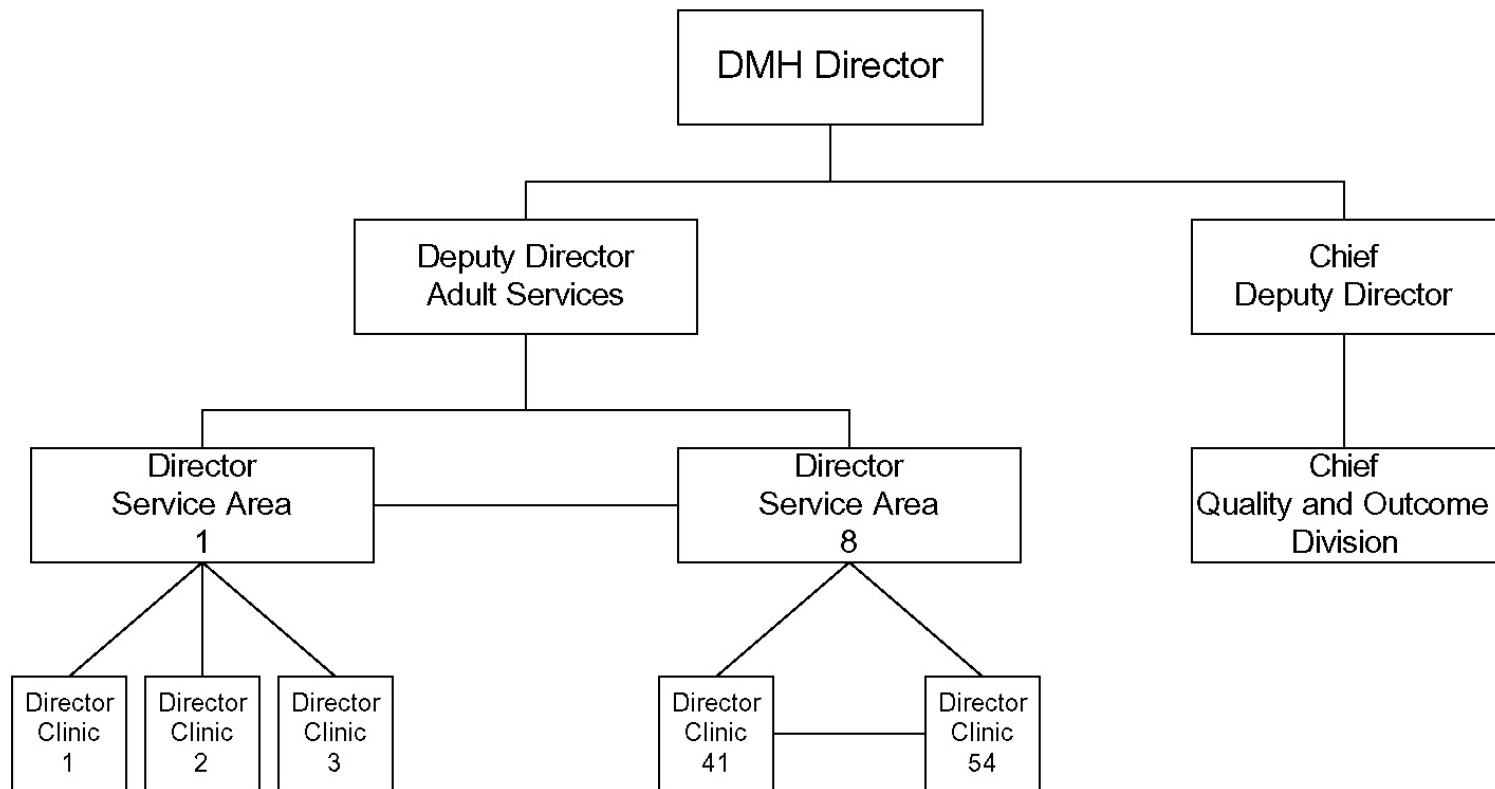 DMH Director
Deputy Director
Adult Services
Chief
Deputy Director
Director
Service Area
1
Director
Service Area
8
Chief
Quality and Outcome
Division
Director
Clinic
1
Director
Clinic
2
Director
Clinic
3
Director
Clinic
41
Director
Clinic
54